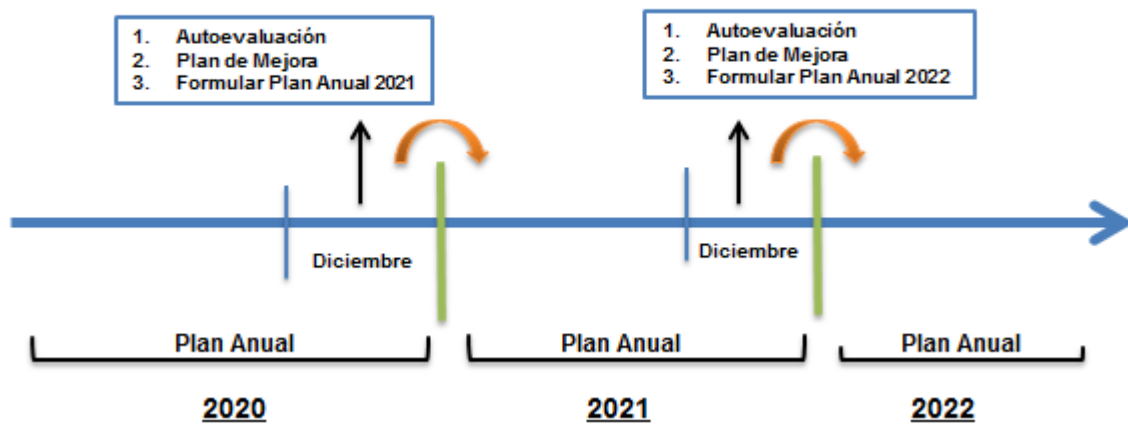 1. Autoevaluación
2. Plan de Mejora
3. Formular Plan Anual 2021
1. Autoevaluación
2. Plan de Mejora
3. Formular Plan Anual 2022
Diciembre
Diciembre
Plan Anual
Plan Anual
Plan Anual
2020
2021
2022